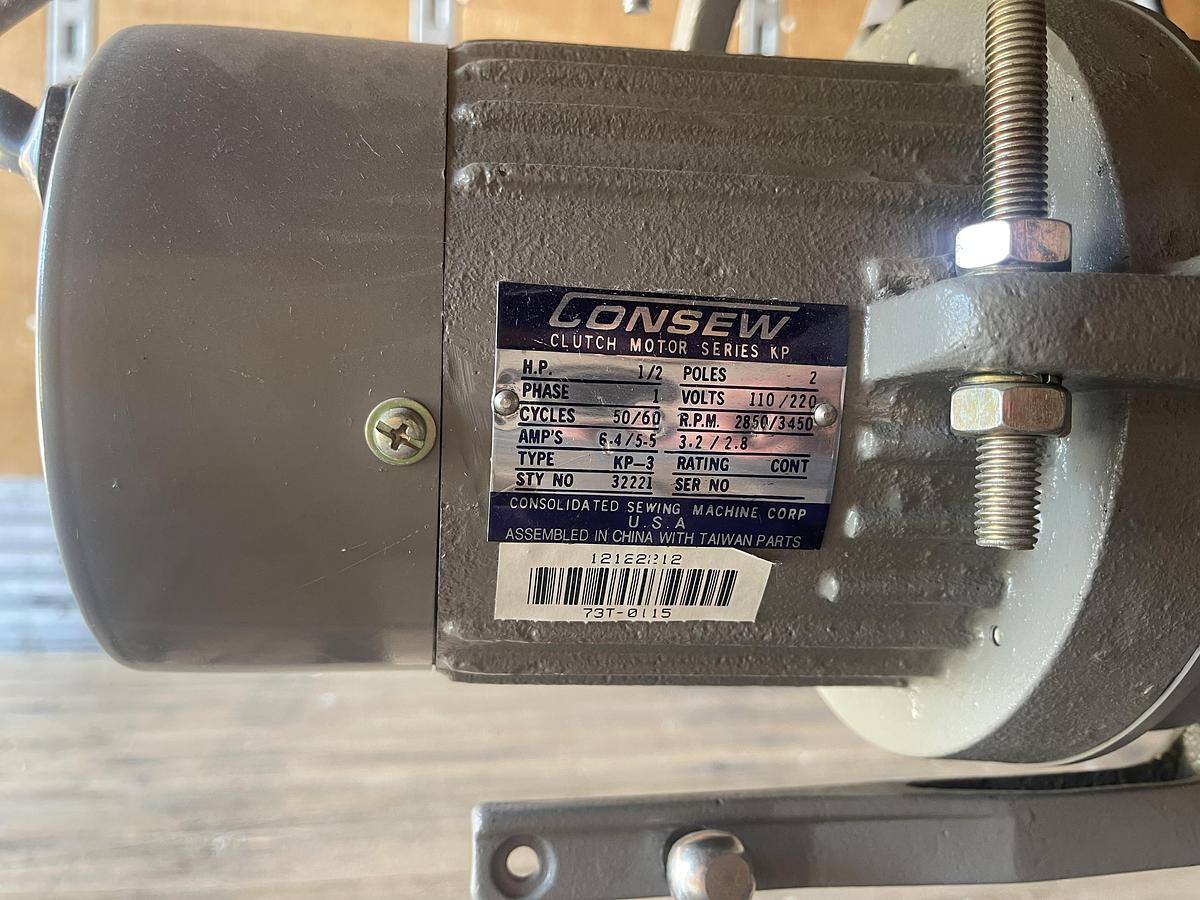 CONSEW
CLUTCH MOTOR SERIES KP
H.P. 1/2 POLES 2
PHASE 1 VOLTS 110/220
CYCLES 50/60 R.P.M. 2850/3450
AMP'S 6.4/5.5 3.2/2.8
TYPE KP-3 RATING CONT
STY NO 32221 SER NO
CONSOLIDATED SEWING MACHINE CORP
U.S.A
ASSEMBLED IN CHINA WITH TAIWAN PARTS
73T-0115